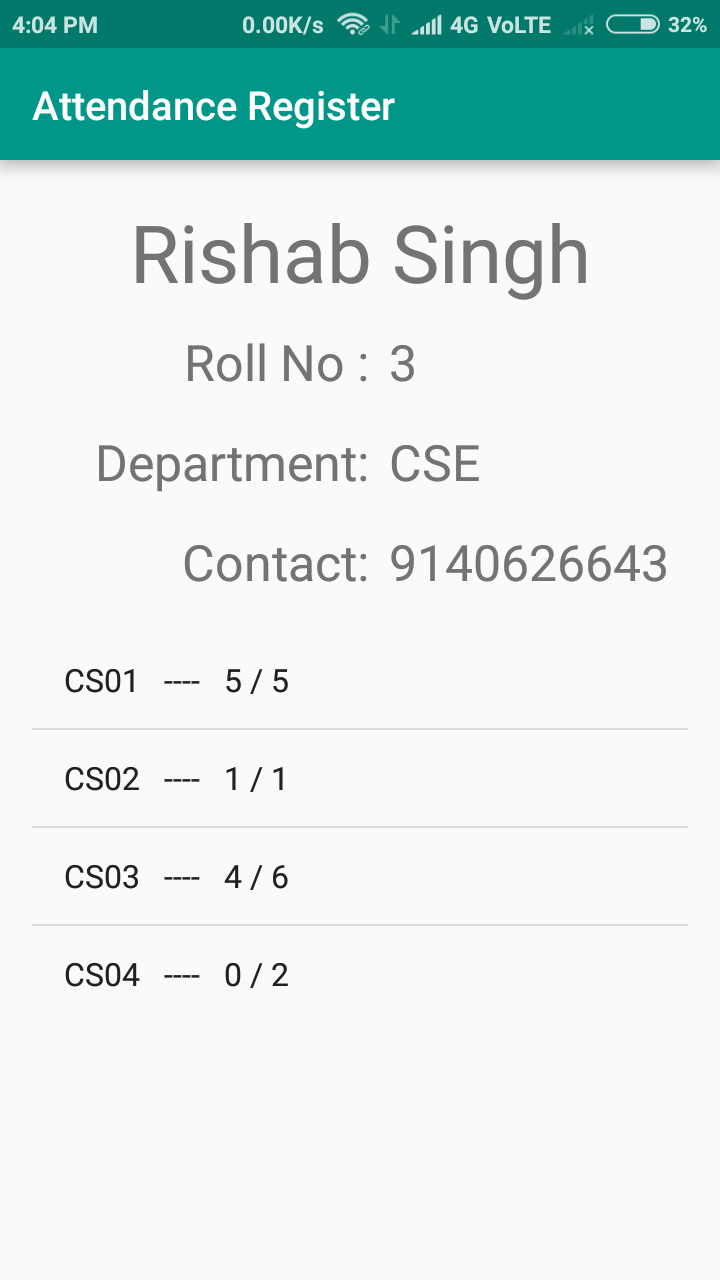 4:04 PM 0.00K/s 4G VoLTE 32%
Attendance Register
Rishab Singh
Roll No : 3
Department: CSE
Contact: 9140626643
CS01 ---- 5 / 5
CS02 ---- 1 / 1
CS03 ---- 4 / 6
CS04 ---- 0 / 2